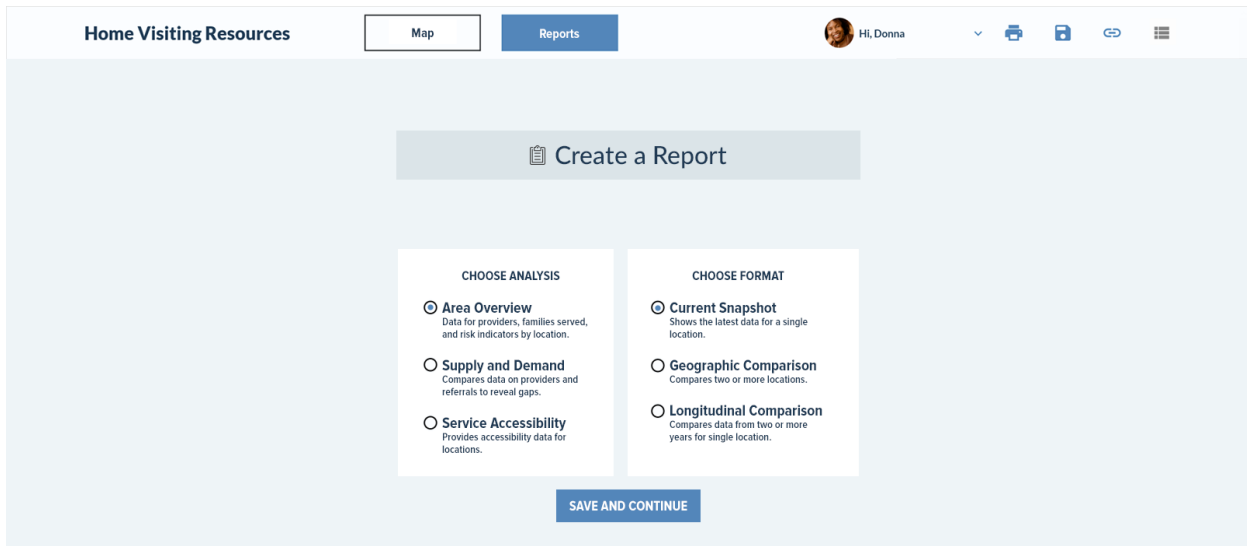 Home Visiting Resources
Map
Reports
Hi, Donna
Create a Report
CHOOSE ANALYSIS
Area Overview
Data for providers, families served,
and risk indicators by location.
Supply and Demand
Compares data on providers and
referrals to reveal gaps.
Service Accessibility
Provides accessibility data for
locations.
CHOOSE FORMAT
Current Snapshot
Shows the latest data for a single
location.
Geographic Comparison
Compares two or more locations.
Longitudinal Comparison
Compares data from two or more
years for single location.
SAVE AND CONTINUE